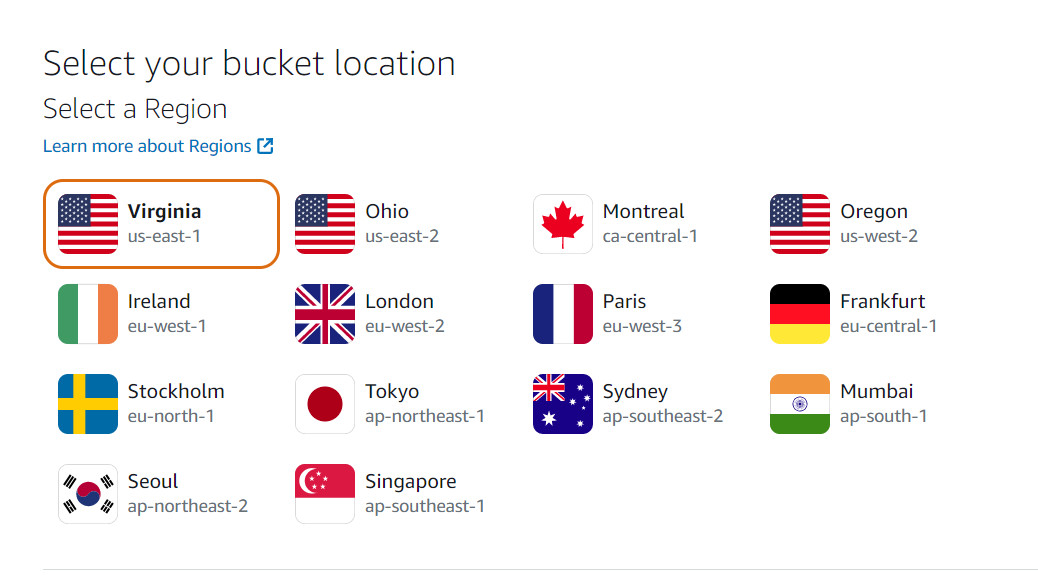 Select your bucket location
Select a Region
Learn more about Regions
Virginia
us-east-1
Ohio
us-east-2
Montreal
ca-central-1
Oregon
us-west-2
Ireland
eu-west-1
London
eu-west-2
Paris
eu-west-3
Frankfurt
eu-central-1
Stockholm
eu-north-1
Tokyo
ap-northeast-1
Sydney
ap-southeast-2
Mumbai
ap-south-1
Seoul
ap-northeast-2
Singapore
ap-southeast-1